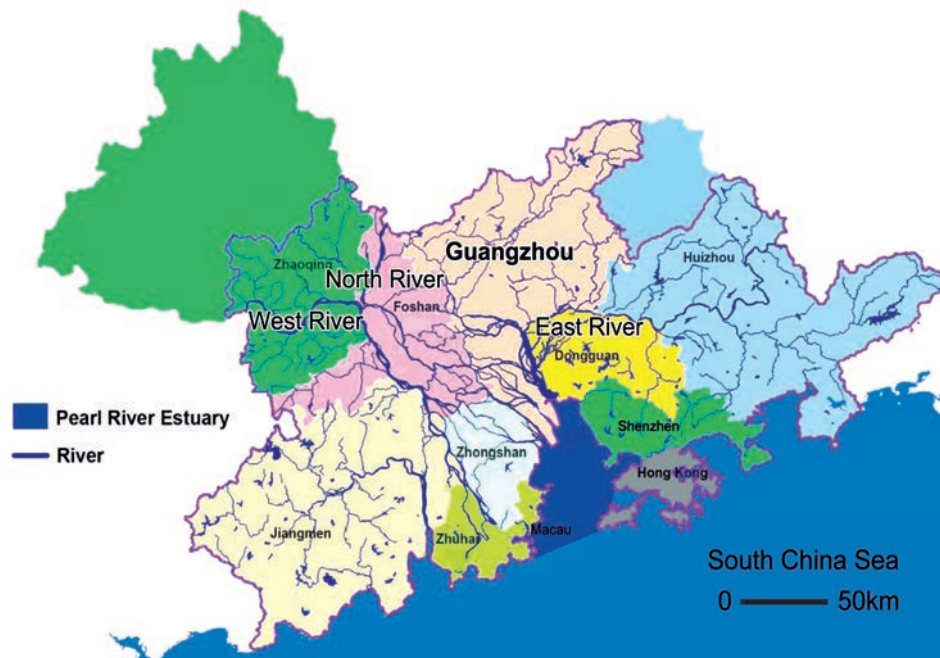 Guangzhou
Huizhou
Zhaoqing
North River
Foshan
West River
East River
Dongguan
Pearl River Estuary
River
Shenzhen
Zhongshan
Hong Kong
Jiangmen
Zhuhai
Macau
South China Sea
0 50km